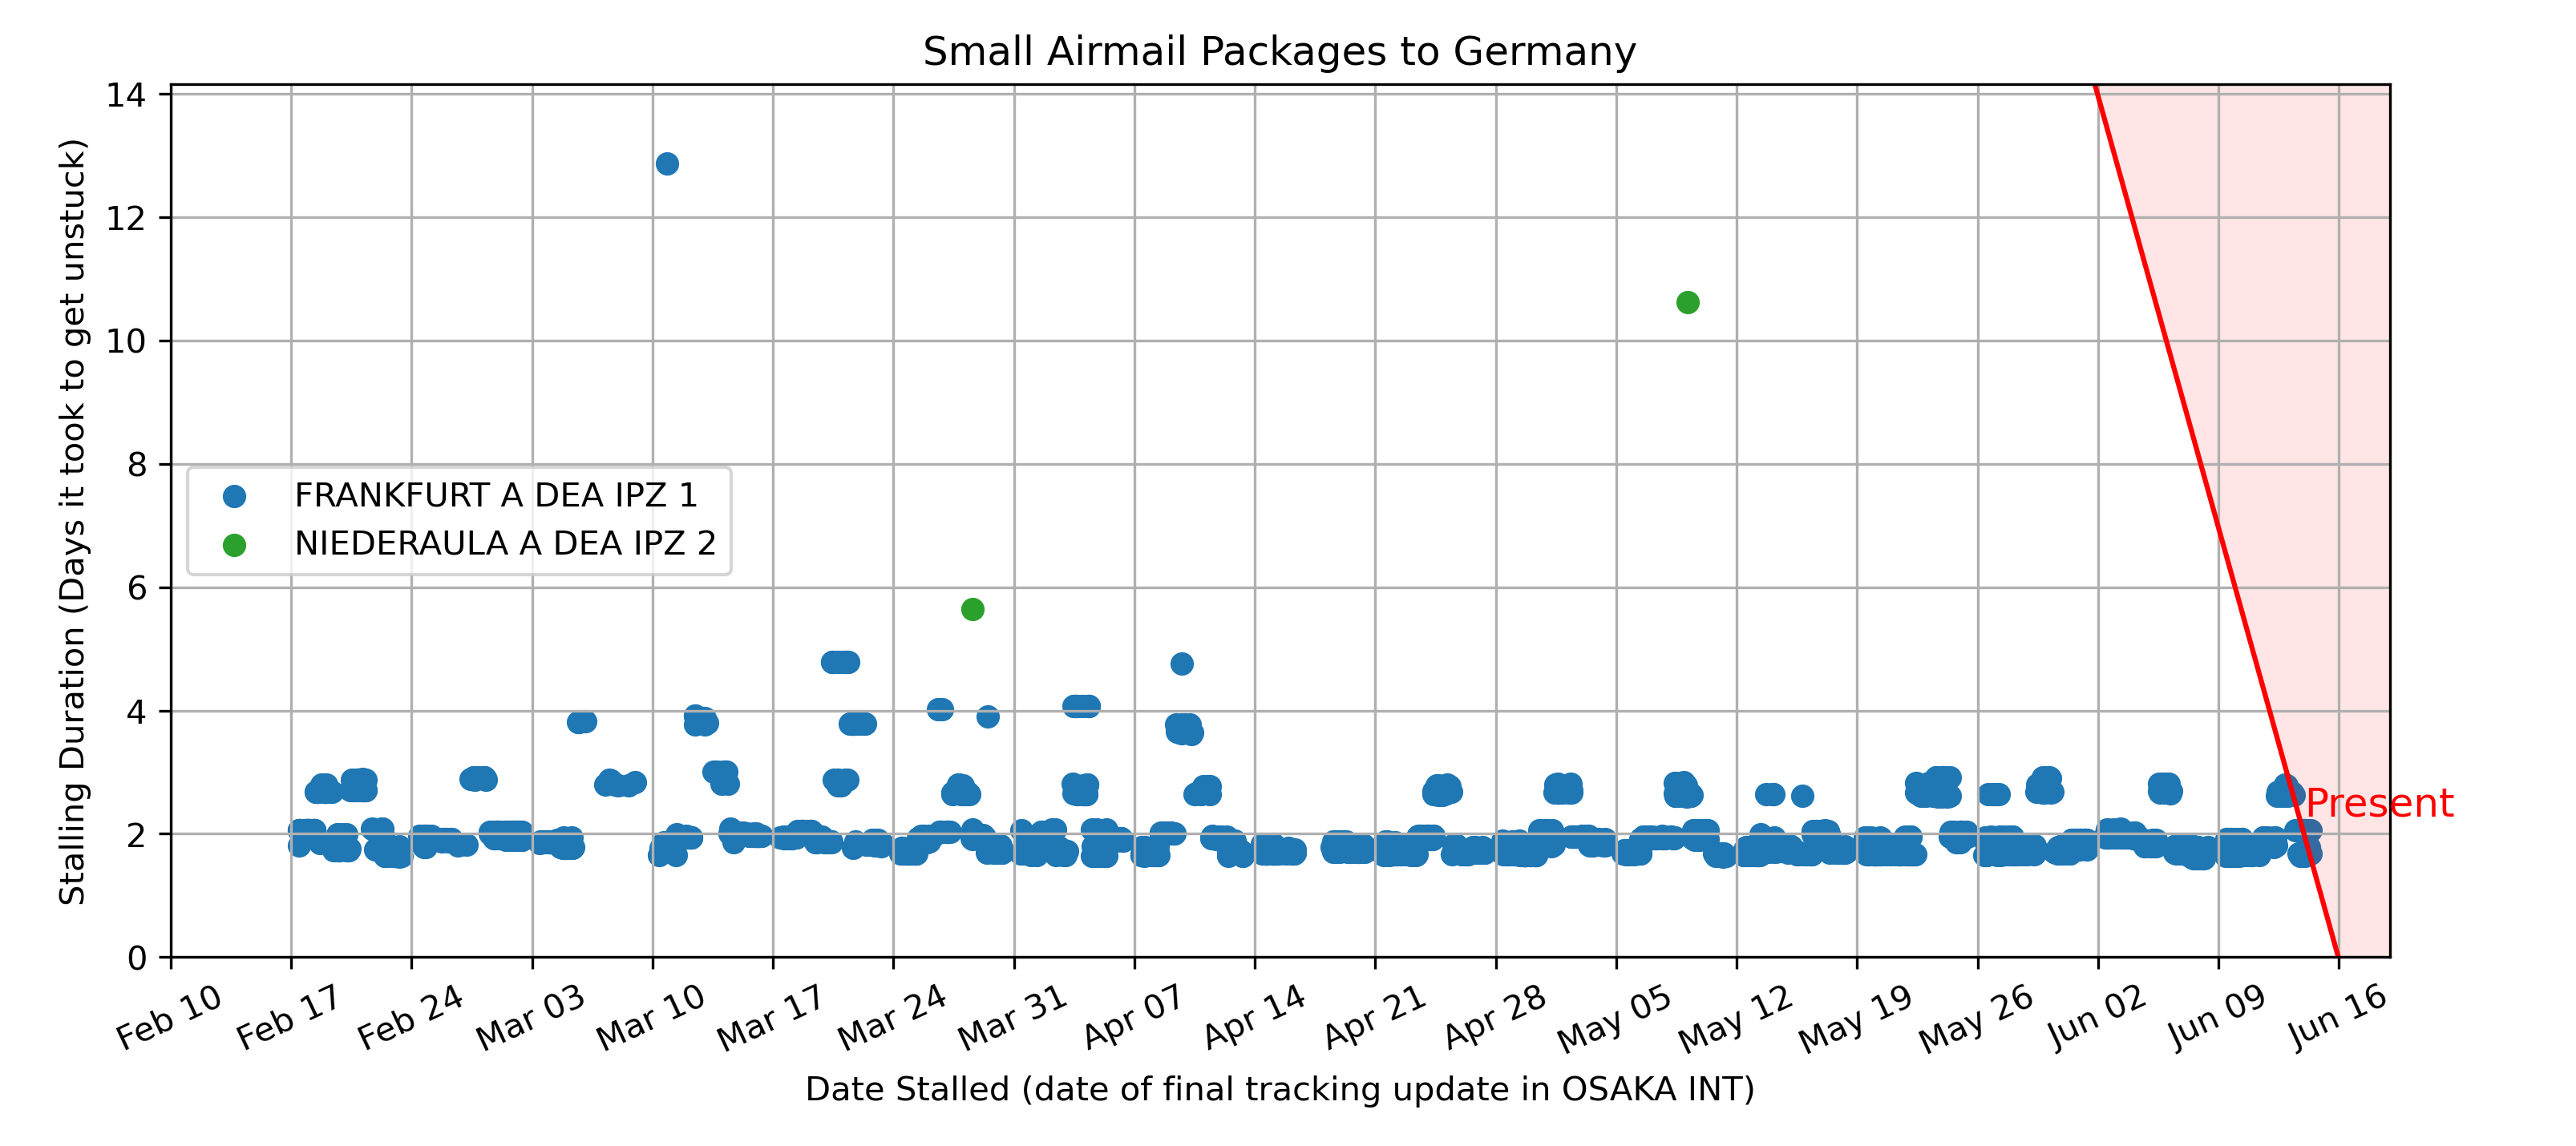 Small Airmail Packages to Germany
Stalling Duration (Days it took to get unstuck)
14
12
10
8
6
4
2
0
FRANKFURT A DEA IPZ 1
NIEDERAULA A DEA IPZ 2
Present
Feb 10
Feb 17
Feb 24
Mar 03
Mar 10
Mar 17
Mar 24
Mar 31
Apr 07
Apr 14
Apr 21
Apr 28
May 05
May 12
May 19
May 26
Jun 02
Jun 09
Jun 16
Date Stalled (date of final tracking update in OSAKA INT)